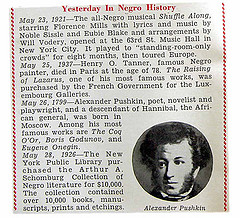 Yesterday In Negro History
May 23, 1921—The all-Negro musical Shuffle Along,
starring Florence Mills with lyrics and music by
Noble Sissle and Eubie Blake and arrangements by
Will Vodery, opened at the 63rd St. Music Hall in
New York City. It played to "standing-room-only
crowds" for eight months, then toured Europe.
May 25, 1937—Henry O. Tanner, famous Negro
painter, died in Paris at the age of 78. The Raising
of Lazarus, one of his most famous works, was
purchased by the French Government for the Lux-
embourg Galleries.
May 26, 1799—Alexander Pushkin, poet, novelist and
playwright, and a descendant of Hannibal, the Afri-
can general, was born in
Moscow. Among his most
famous works are The Coq
D'Or, Boris Godunov, and
Eugene Onegin.
May 28, 1926—The New
York Public Library pur-
chased the Arthur A.
Schomburg Collection of
Negro literature for $10,000.
The collection contained
over 10,000 books, manu-
scripts, prints and etchings.
Alexander Pushkin